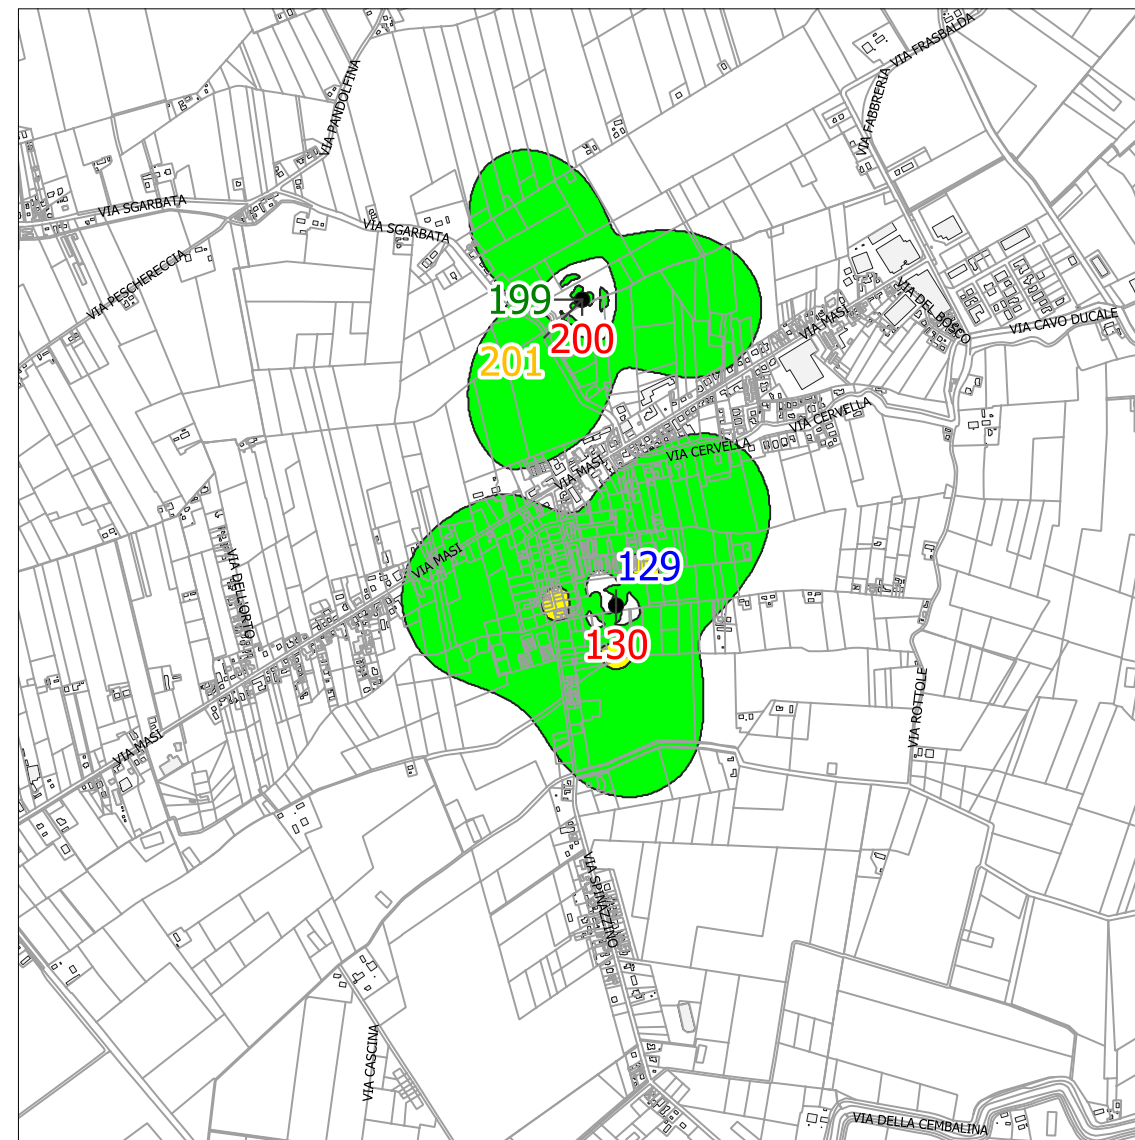 VIA FRASBALDA
VIA PANDOLFINA
VIA FABBRERIA
VIA SGARBATA
VIA SGARBATA
VIA PESCHERECCIA
199
200
201
VIA MASI
VIA DEL BOSCO
VIA CAVO DUCALE
VIA CERVELLA
VIA CERVELLA
VIA MASI
VIA MASI
129
130
VIA DELL'ORTO
VIA ROTTOLE
VIA MASI
VIA SPINAZZINO
VIA CASCINA
VIA DELLA CEMBALINA